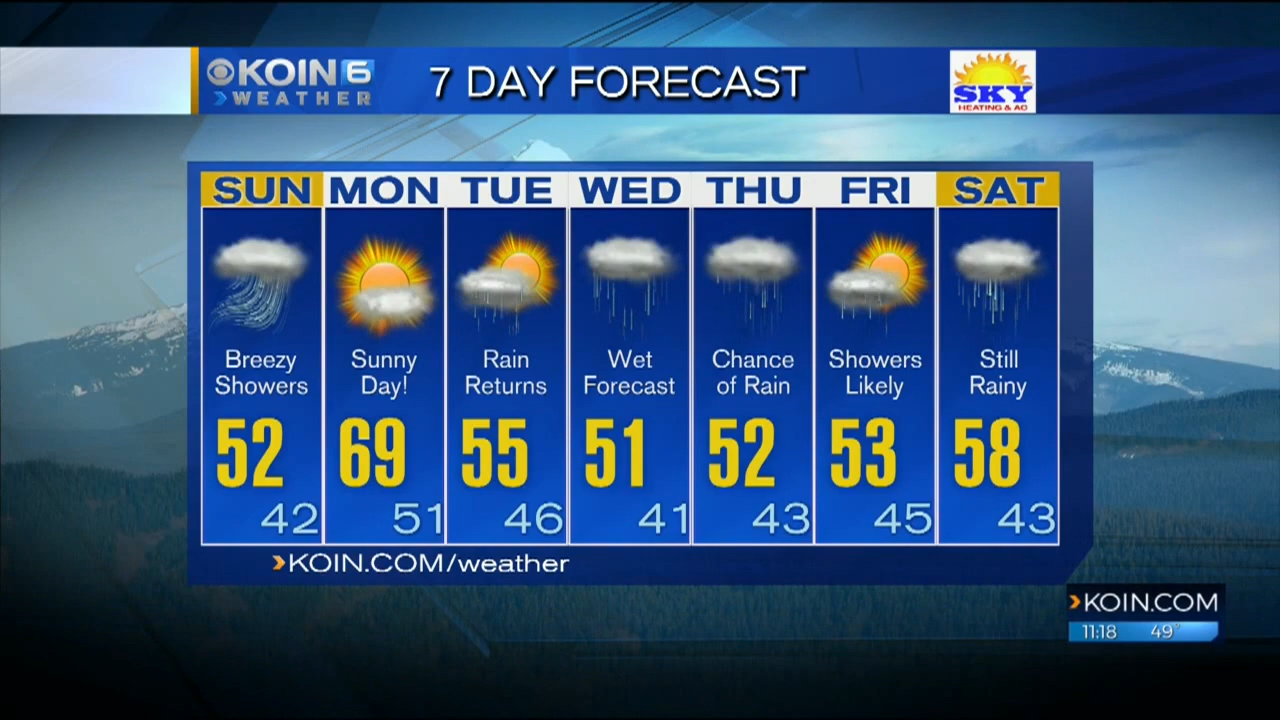 KOIN 6
WEATHER
7 DAY FORECAST
SKY
HEATING & AC
SUN MON TUE WED THU FRI SAT
Breezy Showers
Sunny Day!
Rain Returns
Wet Forecast
Chance of Rain
Showers Likely
Still Rainy
52 69 55 51 52 53 58
42 51 46 41 43 45 43
KOIN.COM/weather
KOIN.COM
11:18 49°